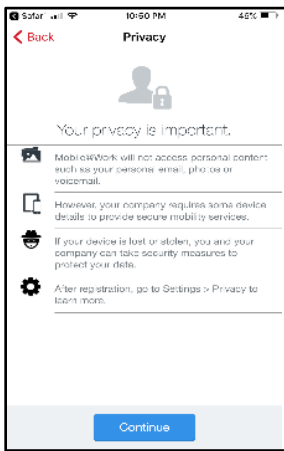 Safari 10:50 PM 46%
Back Privacy
Your privacy is important.
Mobile@Work will not access personal content
such as your personal email, photos or
voicemail.
However, your company requires some device
details to provide secure mobility services.
If your device is lost or stolen, you and your
company can take security measures to
protect your data.
After registration, go to Settings > Privacy to
learn more.
Continue